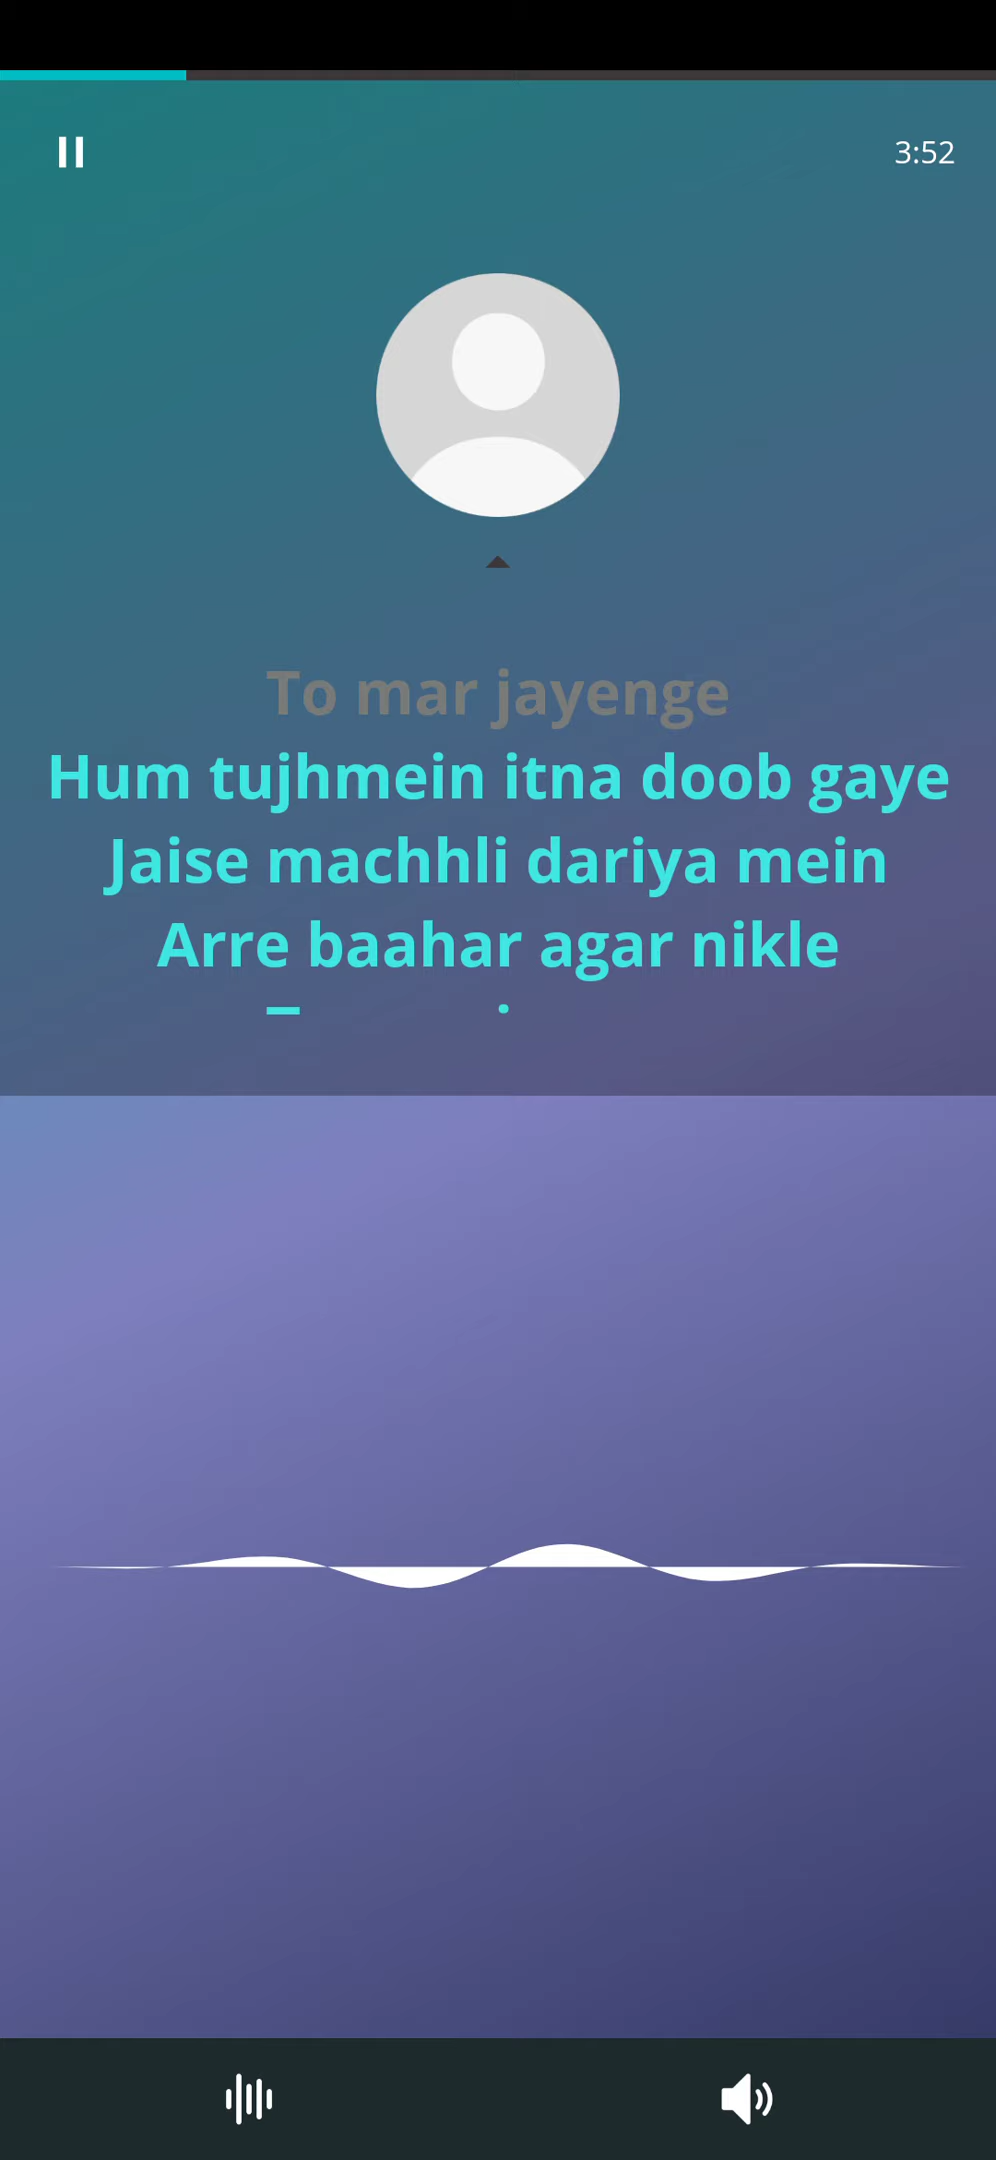 3:52
To mar jayenge
Hum tujhmein itna doob gaye
Jaise machhli dariya mein
Arre baahar agar nikle